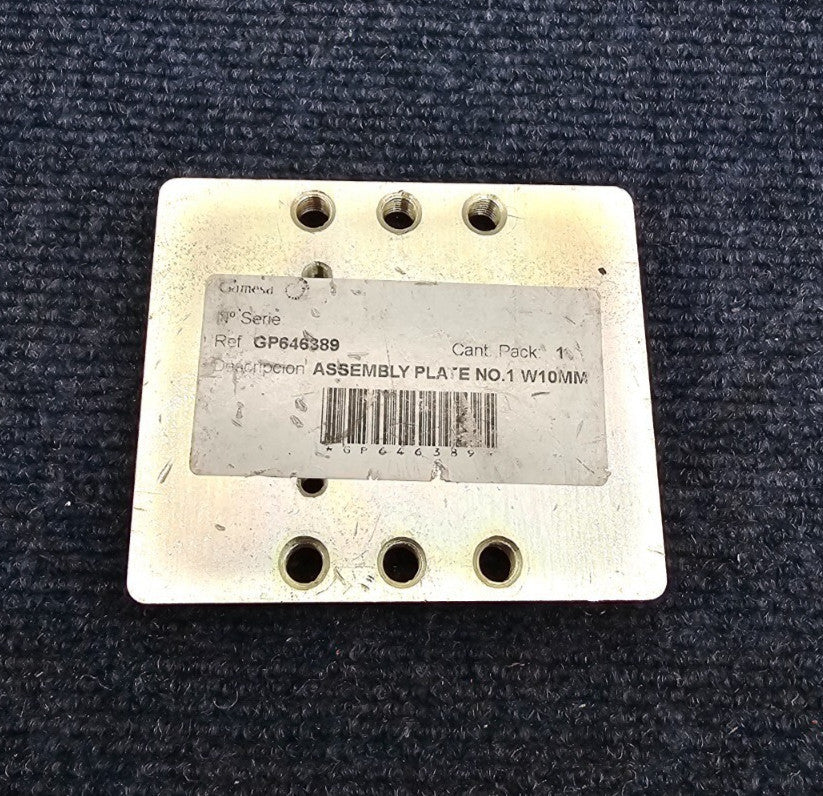 Gamesa
Nº Serie
Ref GP646389 Cant. Pack: 1
Descripcion ASSEMBLY PLATE NO.1 W10MM
*GP646389